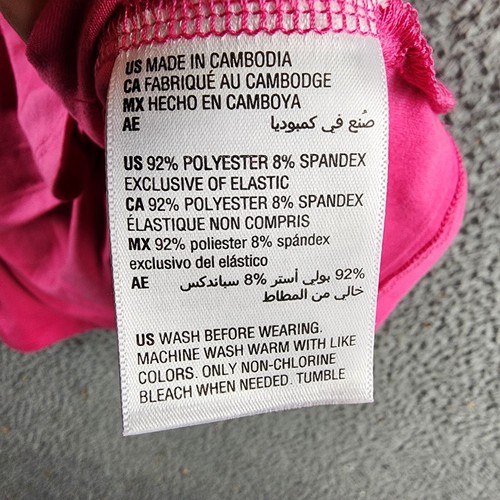 US MADE IN CAMBODIA
CA FABRIQUÉ AU CAMBODGE
MX HECHO EN CAMBOYA
AE صُنع في كمبوديا
US 92% POLYESTER 8% SPANDEX
EXCLUSIVE OF ELASTIC
CA 92% POLYESTER 8% SPANDEX
ÉLASTIQUE NON COMPRIS
MX 92% poliester 8% spándex
exclusivo del elástico
AE 92% بولي أستر 8% سباندكس
خالي من المطاط
US WASH BEFORE WEARING.
MACHINE WASH WARM WITH LIKE
COLORS. ONLY NON-CHLORINE
BLEACH WHEN NEEDED. TUMBLE